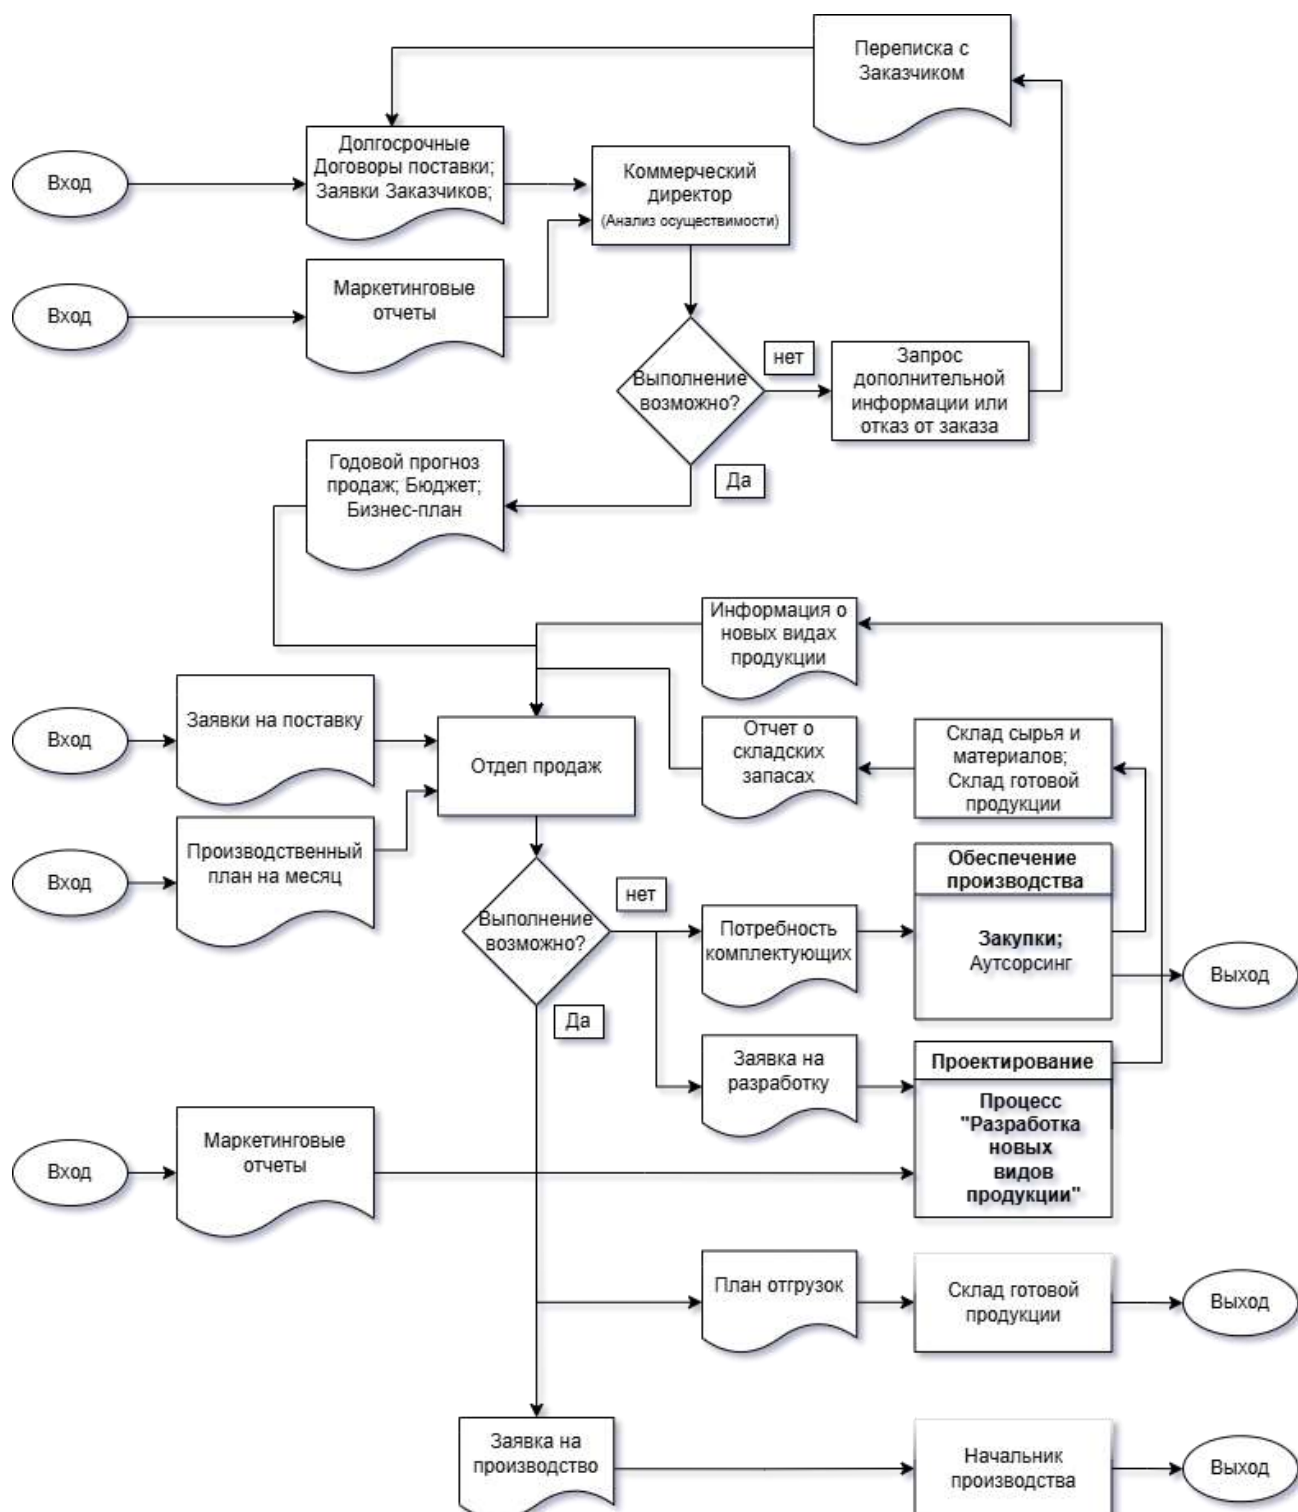 Переписка с
Заказчиком
Вход
Долгосрочные
Договоры поставки;
Заявки Заказчиков;
Коммерческий
директор
(Анализ осуществимости)
Вход
Маркетинговые
отчеты
Выполнение
возможно?
нет
Запрос
дополнительной
информации или
отказ от заказа
Да
Годовой прогноз
продаж; Бюджет;
Бизнес-план
Информация о
новых видах
продукции
Вход
Заявки на поставку
Отдел продаж
Отчет о
складских
запасах
Склад сырья и
материалов;
Склад готовой
продукции
Вход
Производственный
план на месяц
Выполнение
возможно?
нет
Потребность
комплектующих
Обеспечение
производства
Закупки;
Аутсорсинг
Выход
Да
Заявка на
разработку
Проектирование
Процесс
"Разработка
новых
видов
продукции"
Вход
Маркетинговые
отчеты
План отгрузок
Склад готовой
продукции
Выход
Заявка на
производство
Начальник
производства
Выход